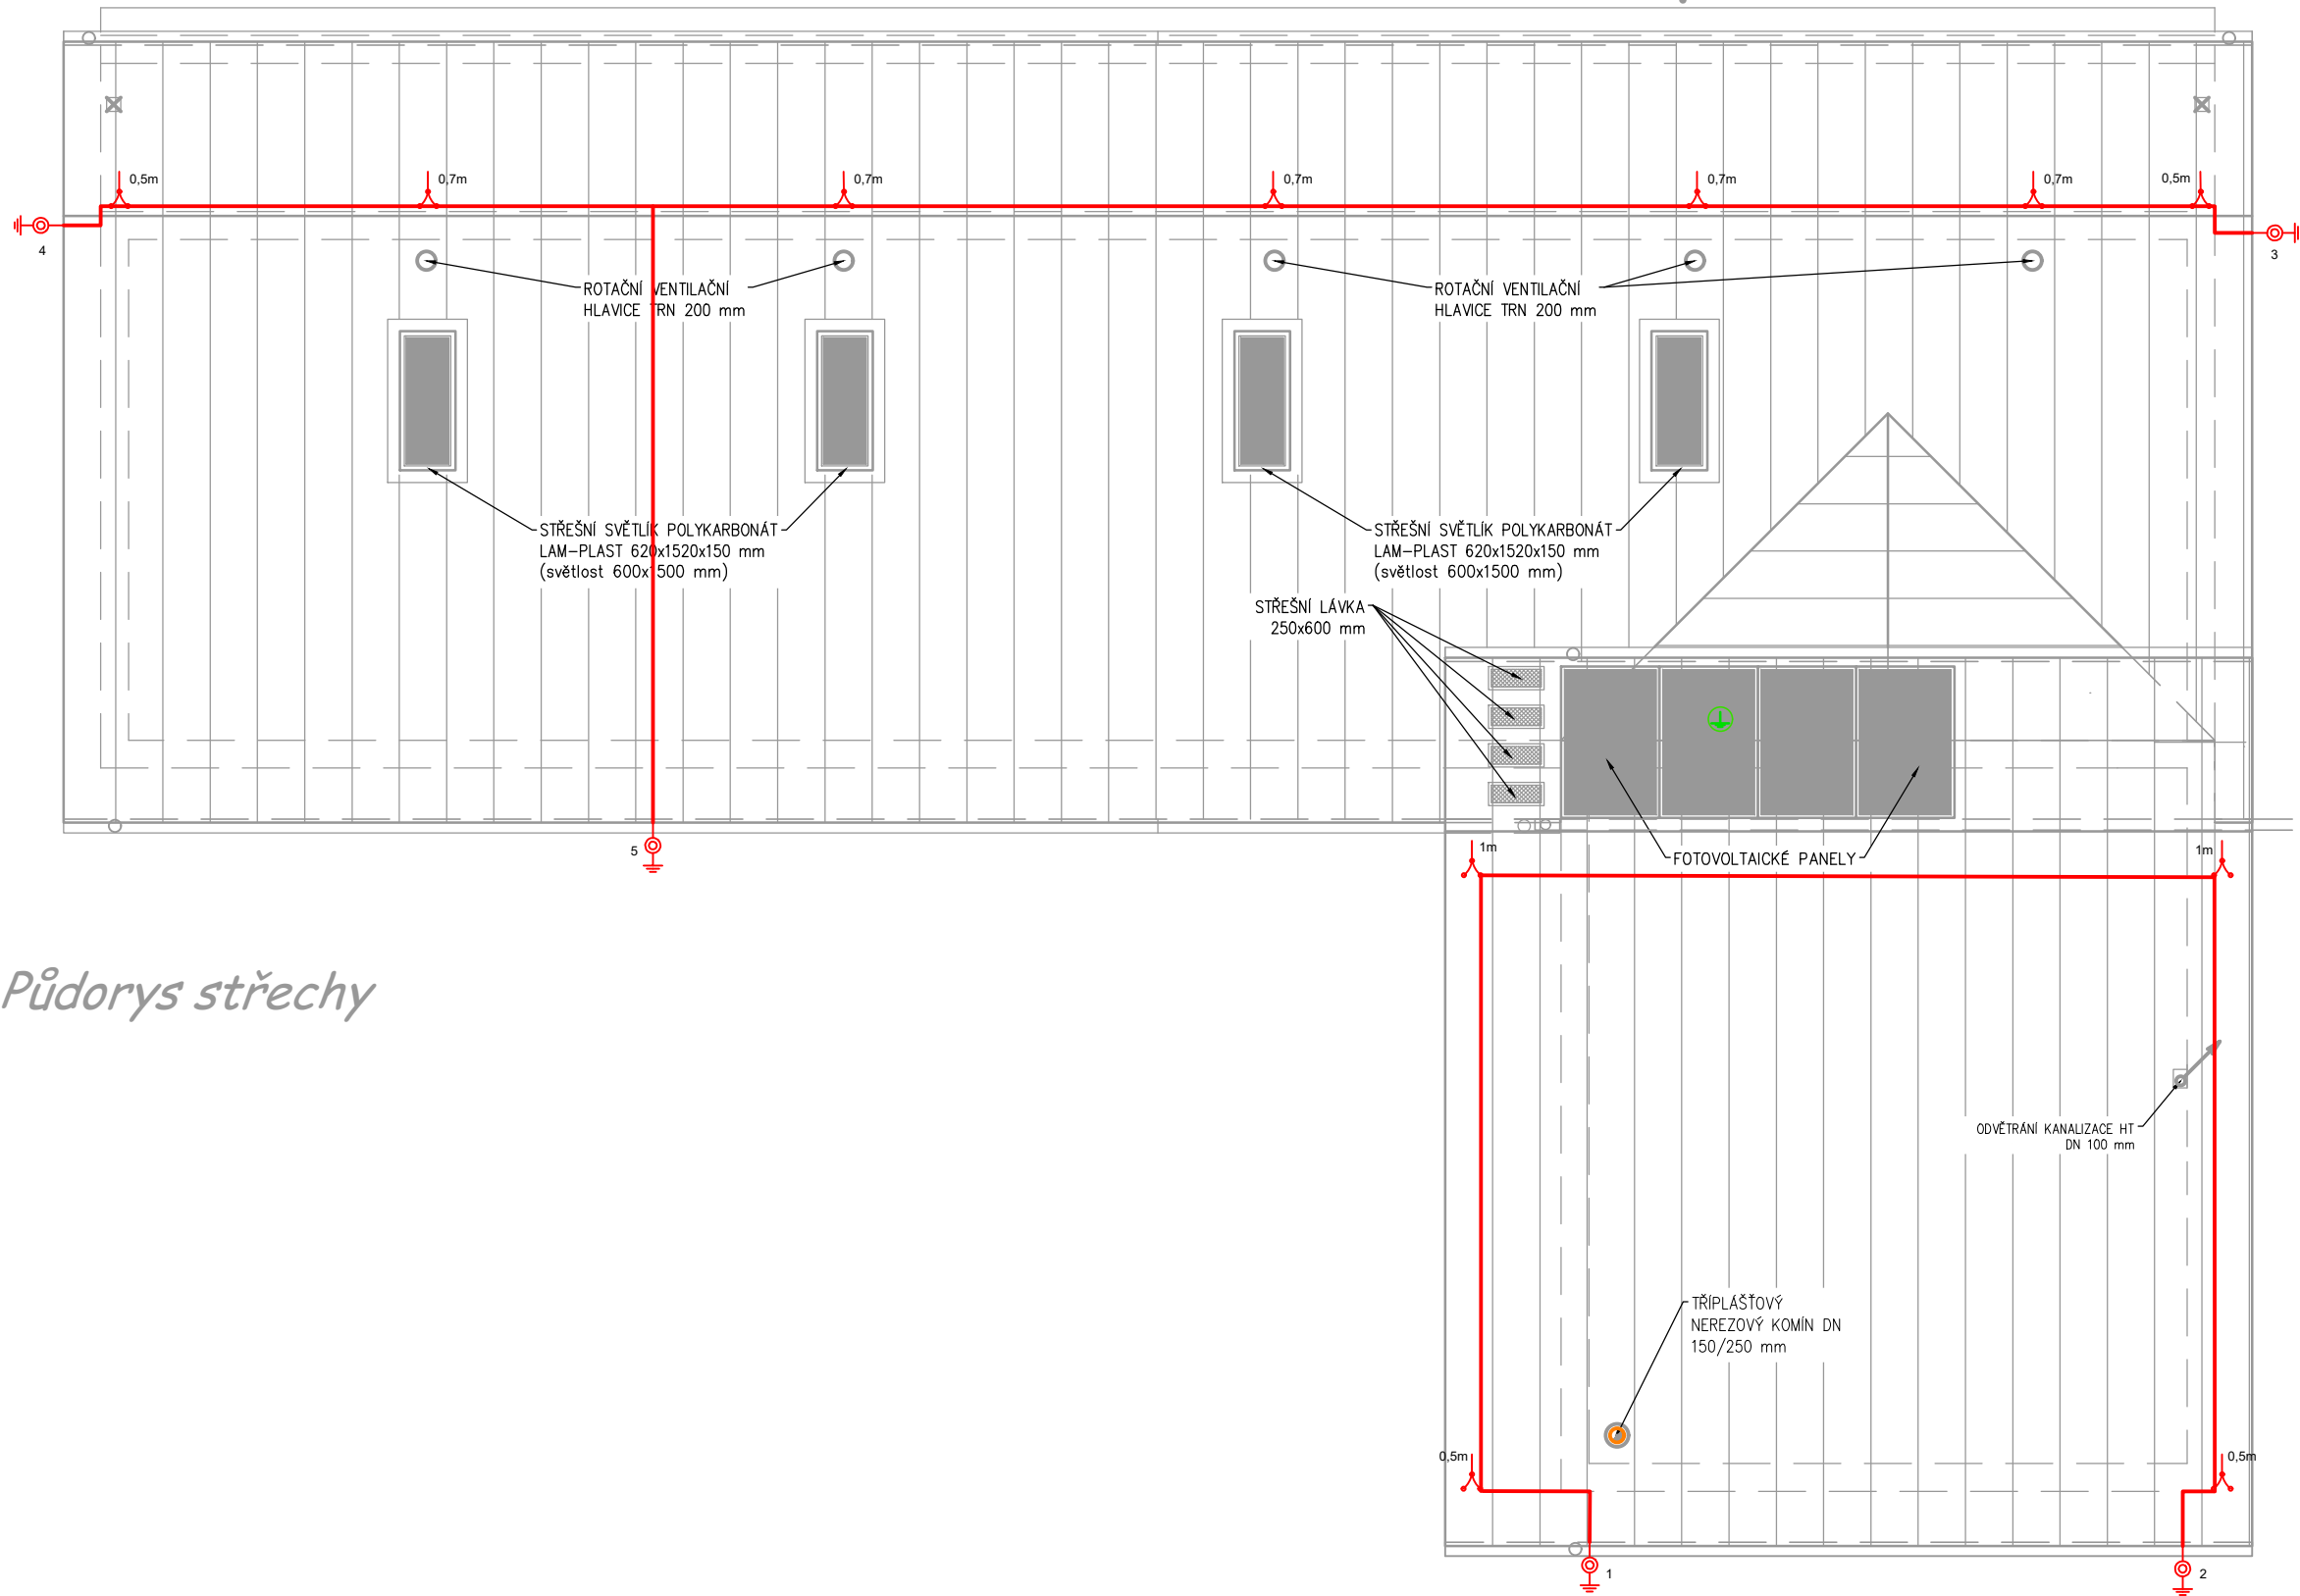 0,5m
0,7m
0,7m
0,7m
0,7m
0,7m
0,5m
4
3
ROTAČNÍ VENTILAČNÍ
HLAVICE TRN 200 mm
ROTAČNÍ VENTILAČNÍ
HLAVICE TRN 200 mm
STŘEŠNÍ SVĚTLÍK POLYKARBONÁT
LAM-PLAST 620x1520x150 mm
(světlost 600x1500 mm)
STŘEŠNÍ SVĚTLÍK POLYKARBONÁT
LAM-PLAST 620x1520x150 mm
(světlost 600x1500 mm)
STŘEŠNÍ LÁVKA
250x600 mm
5
1m
1m
FOTOVOLTAICKÉ PANELY
Půdorys střechy
ODVĚTRÁNÍ KANALIZACE HT
DN 100 mm
TŘÍPLÁŠŤOVÝ
NEREZOVÝ KOMÍN DN
150/250 mm
0,5m
0,5m
1
2